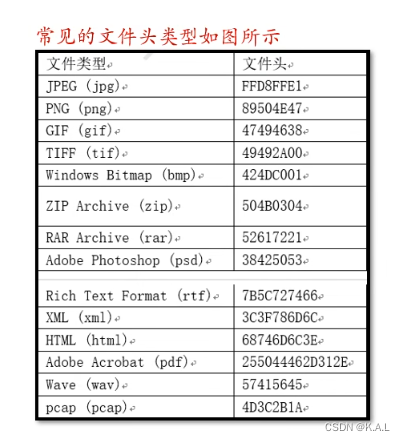 常见的文件头类型如图所示
文件类型 文件头
JPEG (jpg) FFD8FFE1
PNG (png) 89504E47
GIF (gif) 47494638
TIFF (tif) 49492A00
Windows Bitmap (bmp) 424DC001
ZIP Archive (zip) 504B0304
RAR Archive (rar) 52617221
Adobe Photoshop (psd) 38425053
Rich Text Format (rtf) 7B5C727466
XML (xml) 3C3F786D6C
HTML (html) 68746D6C3E
Adobe Acrobat (pdf) 255044462D312E
Wave (wav) 57415645
pcap (pcap) 4D3C2B1A
CSDN @K.A.L